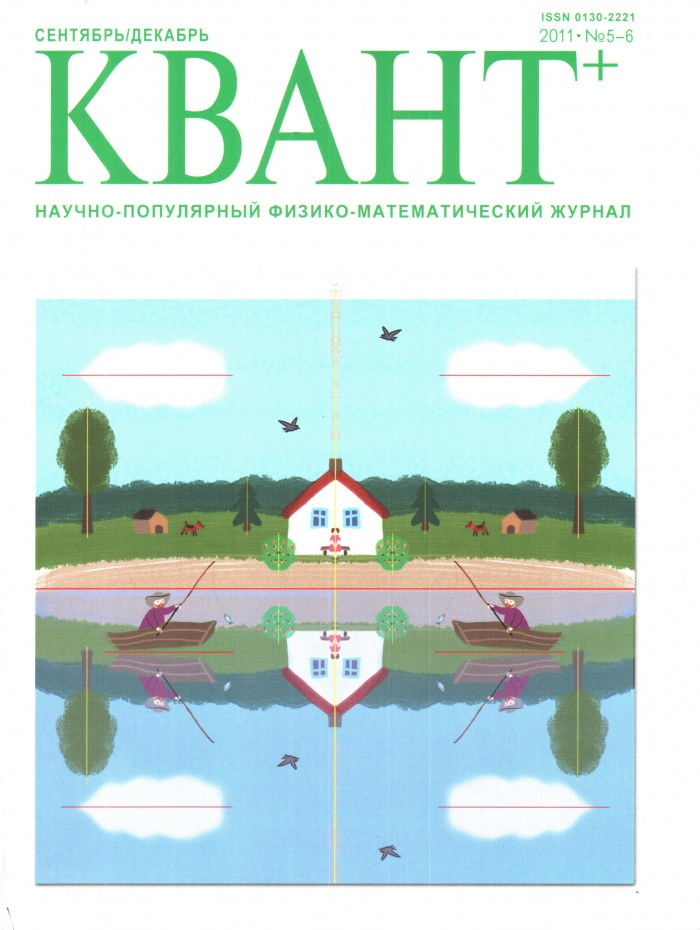 ISSN 0130-2221
СЕНТЯБРЬ/ДЕКАБРЬ 2011·№5–6
КВАНТ+
НАУЧНО-ПОПУЛЯРНЫЙ ФИЗИКО-МАТЕМАТИЧЕСКИЙ ЖУРНАЛ